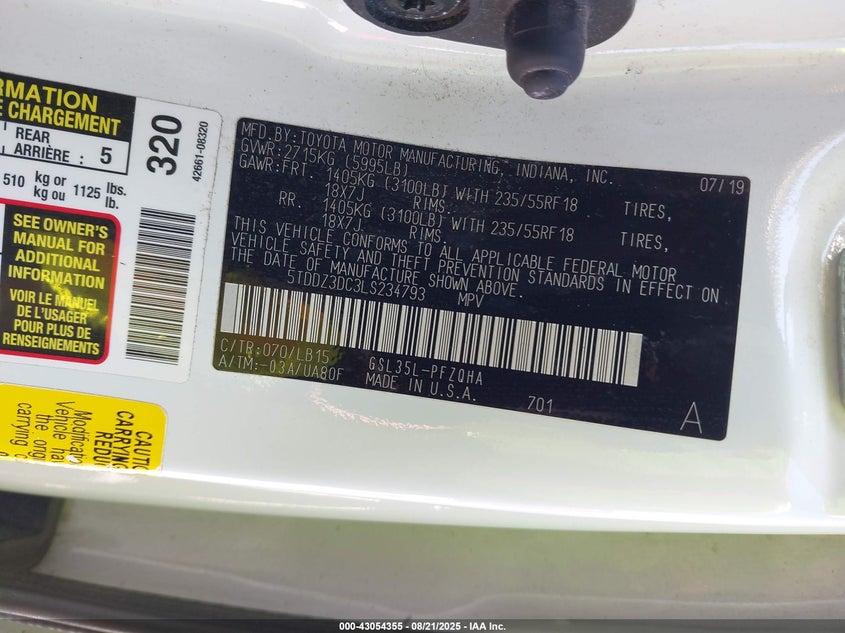 RMATION
E CHARGEMENT
REAR
ARRIÈRE : 5
510 kg or
kg ou 1125 lbs.
lb.
320
42661-08320
SEE OWNER'S
MANUAL FOR
ADDITIONAL
INFORMATION
VOIR LE MANUEL
DE L'USAGER
POUR PLUS DE
RENSEIGNEMENTS
CAUTIO
CARRYIN
REDU
Modificatio
Vehicle hav
the orig
carrying c
MFD.BY:TOYOTA MOTOR MANUFACTURING, INDIANA, INC. 07/19
GVWR:2715KG (5995LB)
GAWR:FRT. 1405KG (3100LB) WITH 235/55RF18 TIRES,
18X7J RIMS.
RR. 1405KG (3100LB) WITH 235/55RF18 TIRES,
18X7J RIMS.
THIS VEHICLE CONFORMS TO ALL APPLICABLE FEDERAL MOTOR
VEHICLE SAFETY AND THEFT PREVENTION STANDARDS IN EFFECT ON
THE DATE OF MANUFACTURE SHOWN ABOVE.
5TDDZ3DC3LS234793 MPV
C/TR:070/LB15 GSL35L-PFZQHA
A/TM:-03A/UA80F MADE IN U.S.A.
701 A
000-43054355 - 08/21/2025 - IAA Inc.